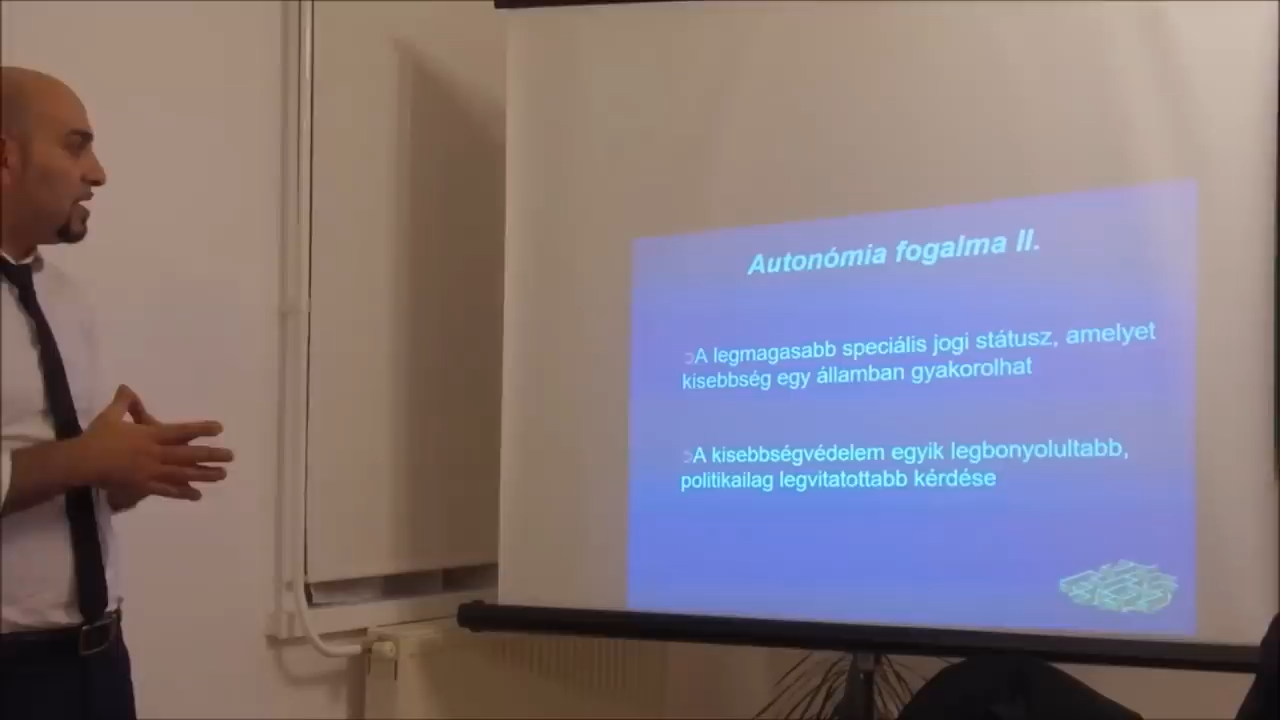 Autonómia fogalma II.
A legmagasabb speciális jogi státusz, amelyet
kisebbség egy államban gyakorolhat
A kisebbségvédelem egyik legbonyolultabb,
politikailag legvitatottabb kérdése